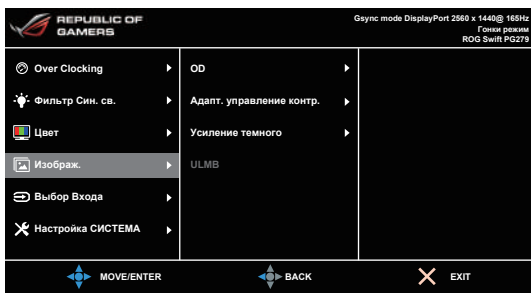 REPUBLIC OF
GAMERS
Gsync mode DisplayPort 2560 x 1440@ 165Hz
Гонки режим
ROG Swift PG279
Over Clocking
Фильтр Син. св.
Цвет
Изображ.
Выбор Входа
Настройка СИСТЕМА
OD
Адапт. управление контр.
Усиление темного
ULMB
MOVE/ENTER
BACK
EXIT